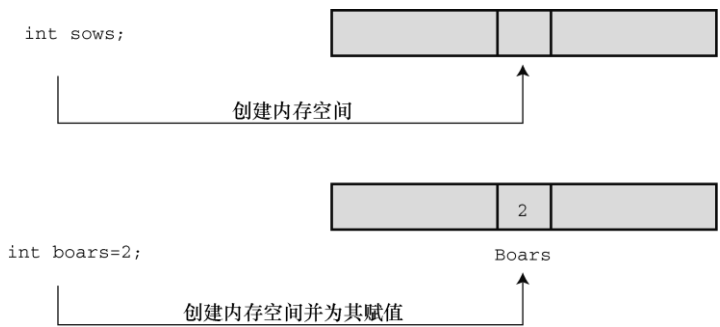 int sows;
创建内存空间
2
int boars=2;
Boars
创建内存空间并为其赋值